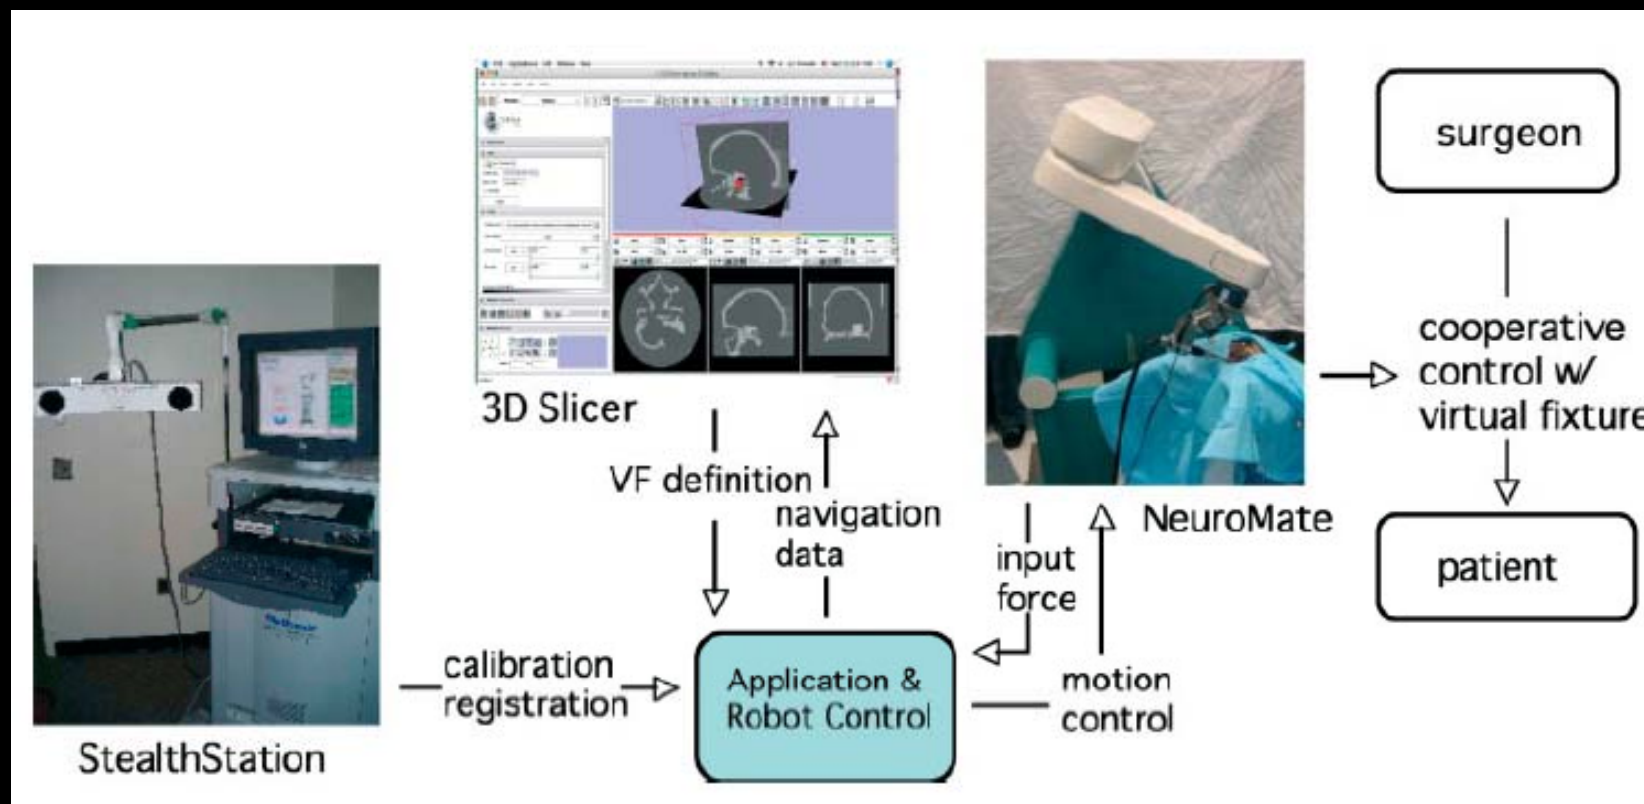 surgeon
3D Slicer
cooperative
control w/
virtual fixture
VF definition
navigation
data
NeuroMate
input
force
patient
calibration
registration
Application &
Robot Control
motion
control
StealthStation